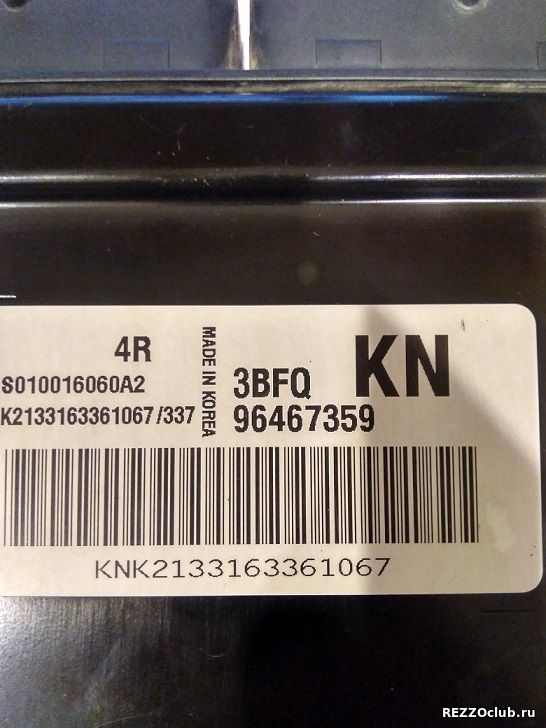 4R
S010016060A2
K2133163361067/337
MADE IN KOREA
3BFQ
KN
96467359
KNK2133163361067
REZZOclub.ru